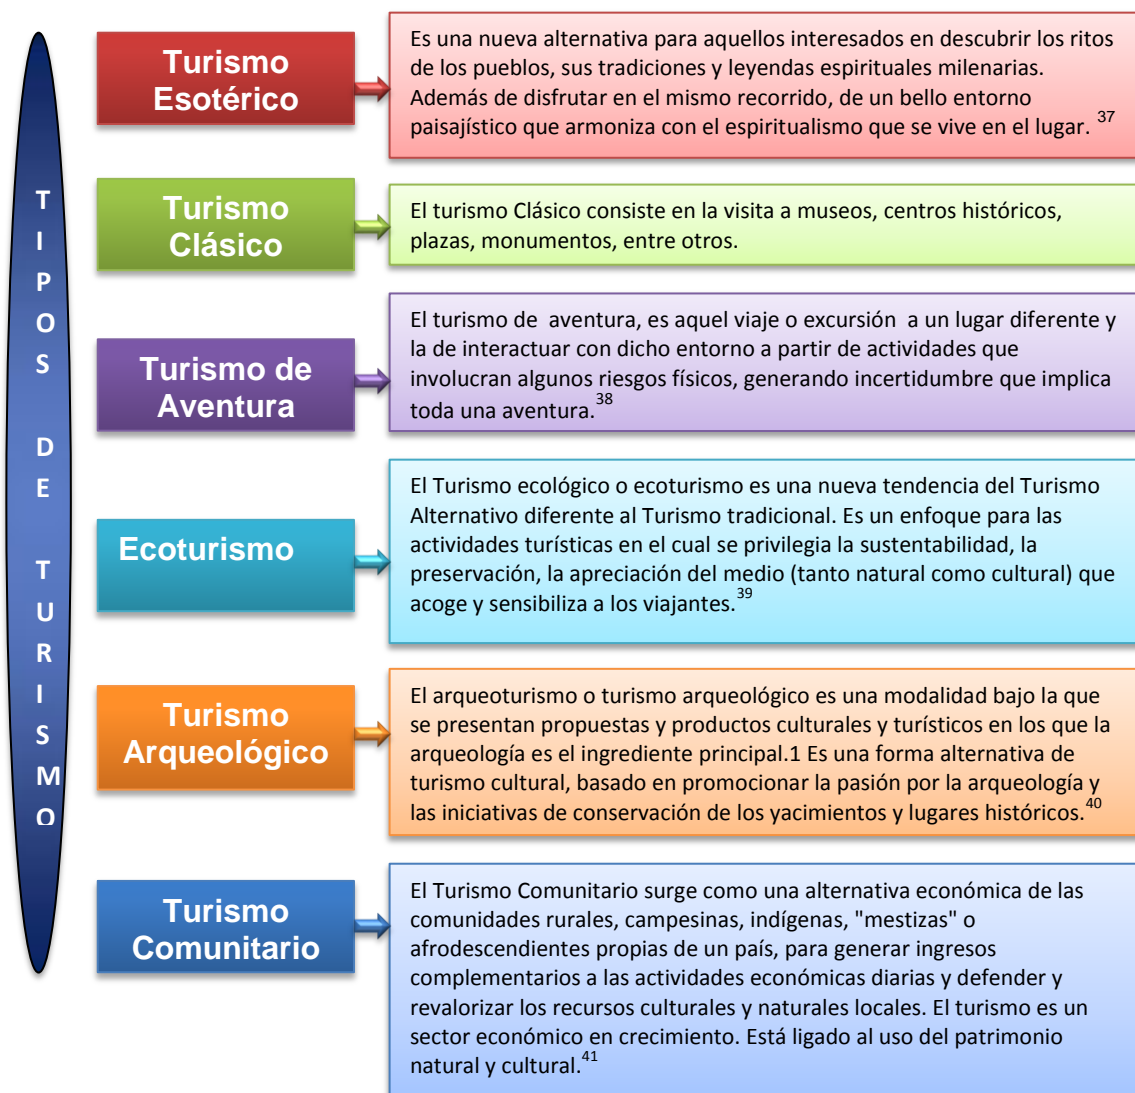 TIPOS DE TURISMO
Turismo
Esotérico
Es una nueva alternativa para aquellos interesados en descubrir los ritos
de los pueblos, sus tradiciones y leyendas espirituales milenarias.
Además de disfrutar en el mismo recorrido, de un bello entorno
paisajístico que armoniza con el espiritualismo que se vive en el lugar. 37
Turismo
Clásico
El turismo Clásico consiste en la visita a museos, centros históricos,
plazas, monumentos, entre otros.
Turismo de
Aventura
El turismo de  aventura, es aquel viaje o excursión  a un lugar diferente y
la de interactuar con dicho entorno a partir de actividades que
involucran algunos riesgos físicos, generando incertidumbre que implica
toda una aventura.38
Ecoturismo
El Turismo ecológico o ecoturismo es una nueva tendencia del Turismo
Alternativo diferente al Turismo tradicional. Es un enfoque para las
actividades turísticas en el cual se privilegia la sustentabilidad, la
preservación, la apreciación del medio (tanto natural como cultural) que
acoge y sensibiliza a los viajantes.39
Turismo
Arqueológico
El arqueoturismo o turismo arqueológico es una modalidad bajo la que
se presentan propuestas y productos culturales y turísticos en los que la
arqueología es el ingrediente principal.1 Es una forma alternativa de
turismo cultural, basado en promocionar la pasión por la arqueología y
las iniciativas de conservación de los yacimientos y lugares históricos.40
Turismo
Comunitario
El Turismo Comunitario surge como una alternativa económica de las
comunidades rurales, campesinas, indígenas, "mestizas" o
afrodescendientes propias de un país, para generar ingresos
complementarios a las actividades económicas diarias y defender y
revalorizar los recursos culturales y naturales locales. El turismo es un
sector económico en crecimiento. Está ligado al uso del patrimonio
natural y cultural.41